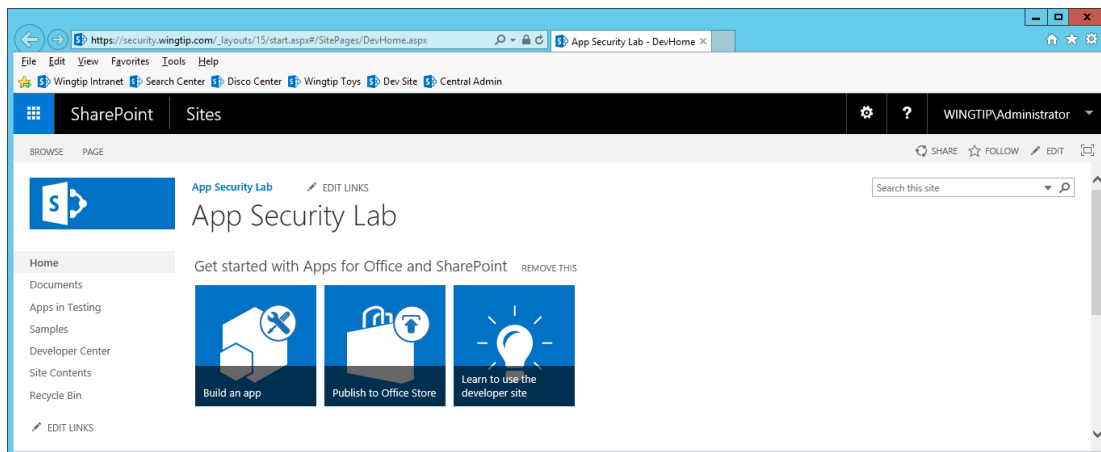 https://security.wingtip.com/_layouts/15/start.aspx#/SitePages/DevHome.aspx
App Security Lab - DevHome
File Edit View Favorites Tools Help
Wingtip Intranet Search Center Disco Center Wingtip Toys Dev Site Central Admin
SharePoint Sites ? WINGTIP\Administrator
BROWSE PAGE SHARE FOLLOW EDIT
App Security Lab EDIT LINKS Search this site
S
App Security Lab
Home
Documents
Apps in Testing
Samples
Developer Center
Site Contents
Recycle Bin
EDIT LINKS
Get started with Apps for Office and SharePoint REMOVE THIS
Build an app
Publish to Office Store
Learn to use the
developer site